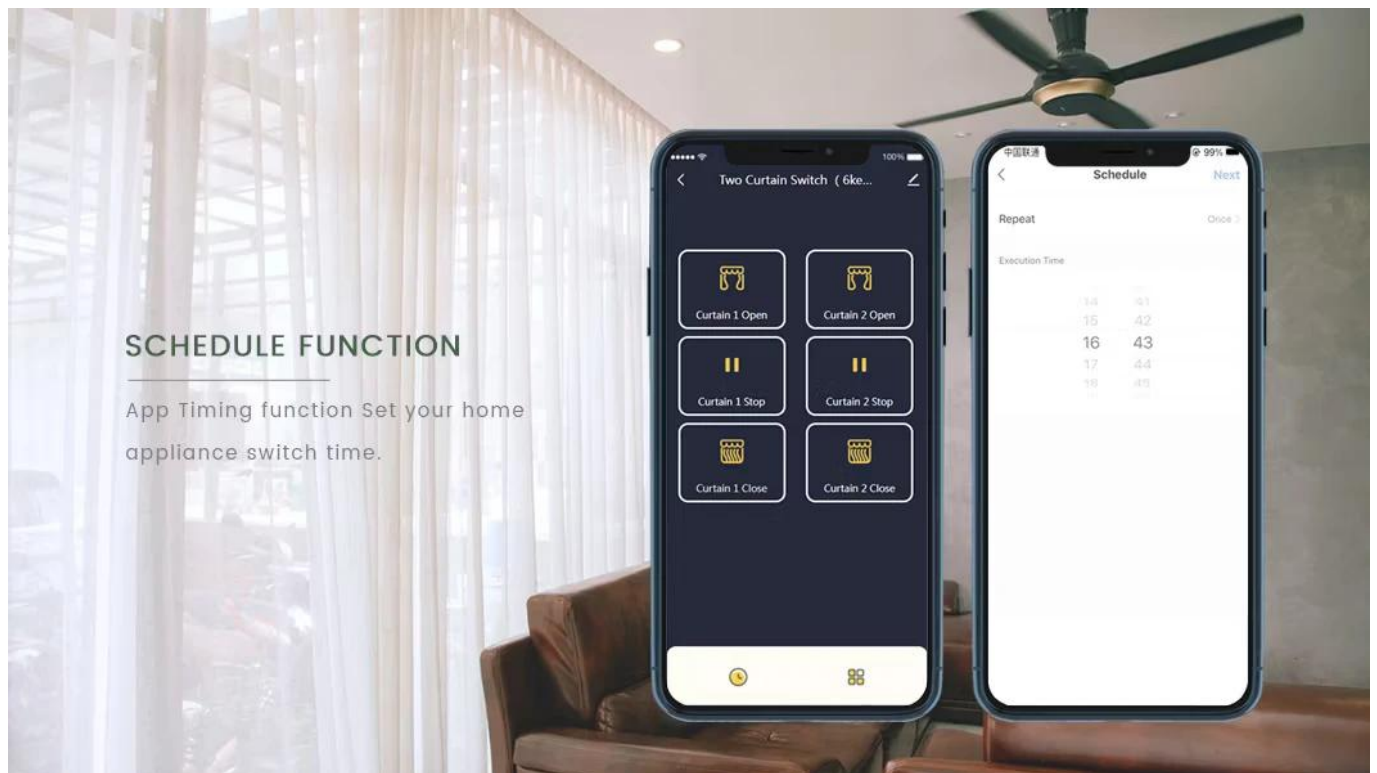 SCHEDULE FUNCTION
App Timing function Set your home
appliance switch time.
100%
Two Curtain Switch ( 6ke...
Curtain 1 Open
Curtain 2 Open
Curtain 1 Stop
Curtain 2 Stop
Curtain 1 Close
Curtain 2 Close
中国联通
99%
Schedule
Next
Repeat
Once
Execution Time
14 41
15 42
16 43
17 44
18 45